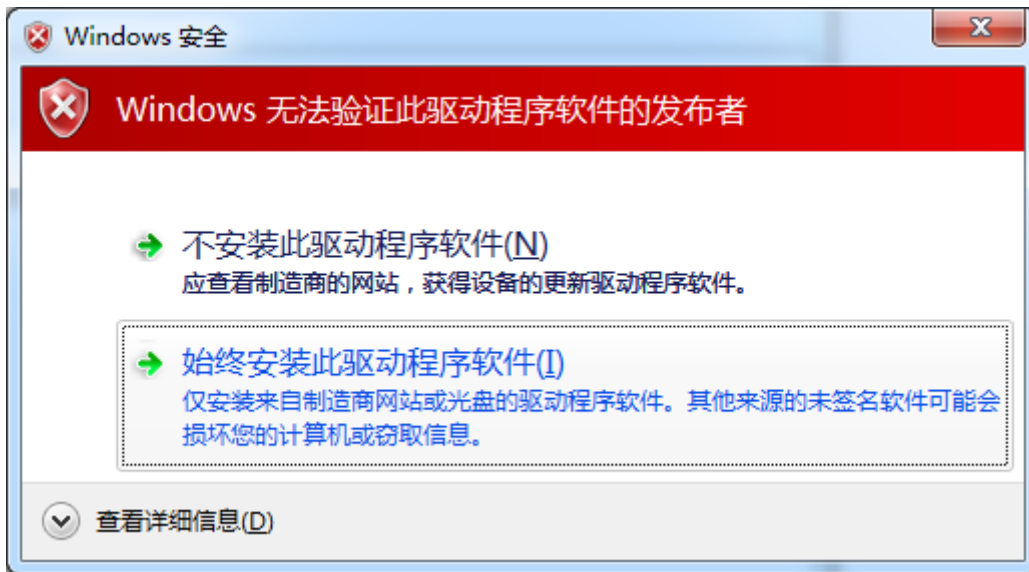 Windows 安全
Windows 无法验证此驱动程序软件的发布者
不安装此驱动程序软件(N)
应查看制造商的网站，获得设备的更新驱动程序软件。
始终安装此驱动程序软件(I)
仅安装来自制造商网站或光盘的驱动程序软件。其他来源的未签名软件可能会
损坏您的计算机或窃取信息。
查看详细信息(D)